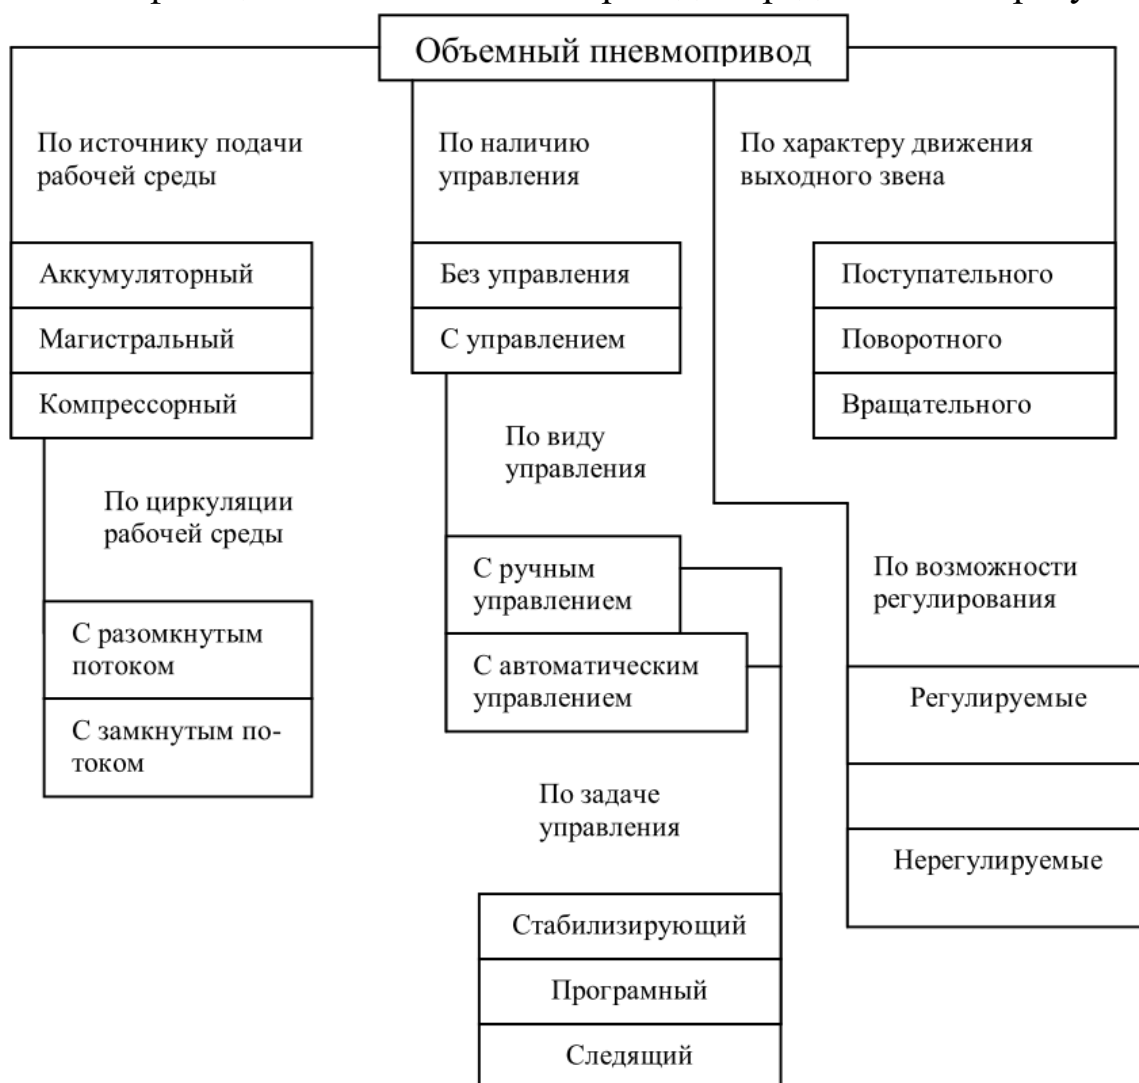 Объемный пневмопривод
По источнику подачи
рабочей среды
По наличию
управления
По характеру движения
выходного звена
Аккумуляторный
Магистральный
Компрессорный
Без управления
С управлением
Поступательного
Поворотного
Вращательного
По циркуляции
рабочей среды
По виду
управления
С разомкнутым
потоком
С замкнутым по-
током
С ручным
управлением
С автоматическим
управлением
По возможности
регулирования
Регулируемые
Нерегулируемые
По задаче
управления
Стабилизирующий
Програмный
Следящий